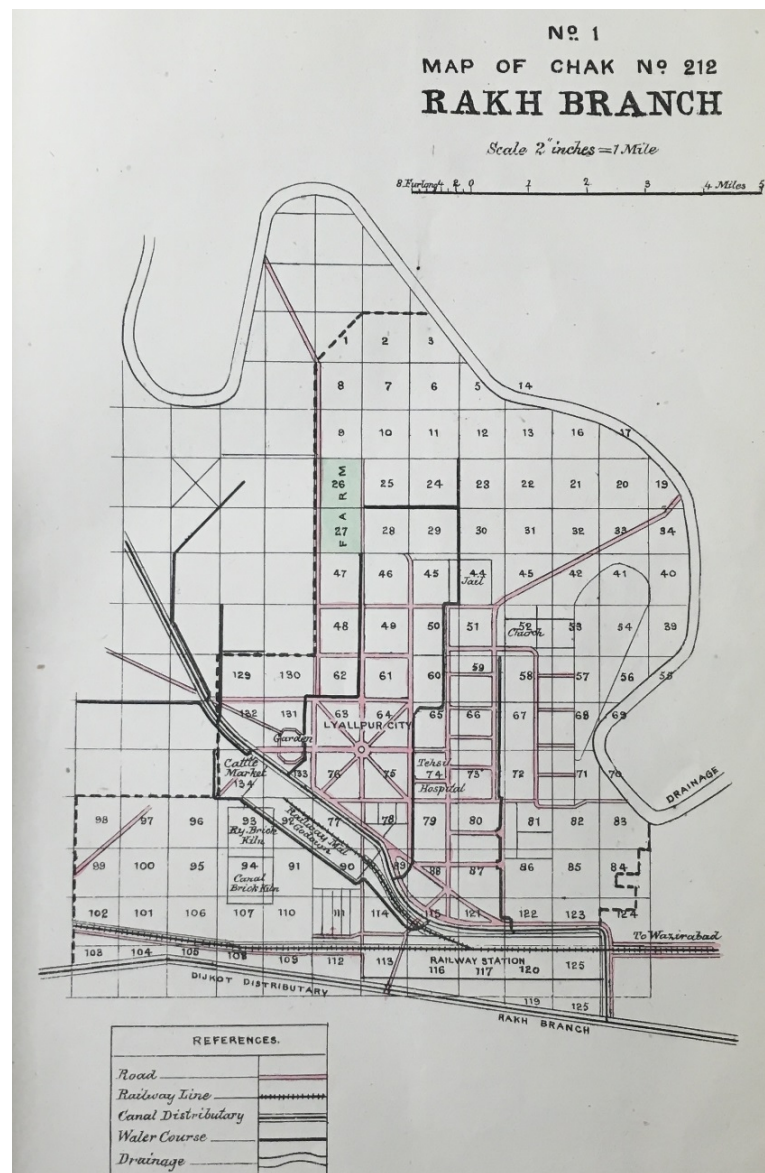 Nº 1
MAP OF CHAK Nº 212
RAKH BRANCH
Scale 2" inches = 1 Mile
8 Furlong 4 2 0 1 2 3 4 Miles 5
1 2 3
8 7 6 5 14
9 10 11 12 13 16 17
26 25 24 23 22 21 20 19
FARM
27 28 29 30 31 32 33 34
47 46 45 44 45 42 41 40
Jail
48 49 50 51 52 53 54 39
Church
129 130 62 61 60 59 58 57 56 55
132 131 63 64 65 66 67 68 69
LYALLPUR CITY
Garden
Cattle Market
134 133 76 75 74 73 72 71 70
Tehsil
Hospital
DRAINAGE
98 97 96 93 92 77 78 79 80 81 82 83
Ry. Brick Kiln
Railway Mal Godown
99 100 95 94 91 90 89 88 87 86 85 84
Canal Brick Kiln
102 101 106 107 110 111 114 115 121 122 123 124
To Wazirabad
103 104 105 108 109 112 113 116 117 120 125
RAILWAY STATION
DIJKOT DISTRIBUTARY
119 125
RAKH BRANCH
REFERENCES.
Road
Railway Line
Canal Distributary
Water Course
Drainage